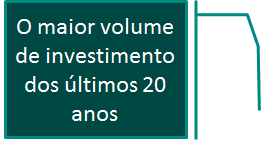 O maior volume
de investimento
dos últimos 20
anos